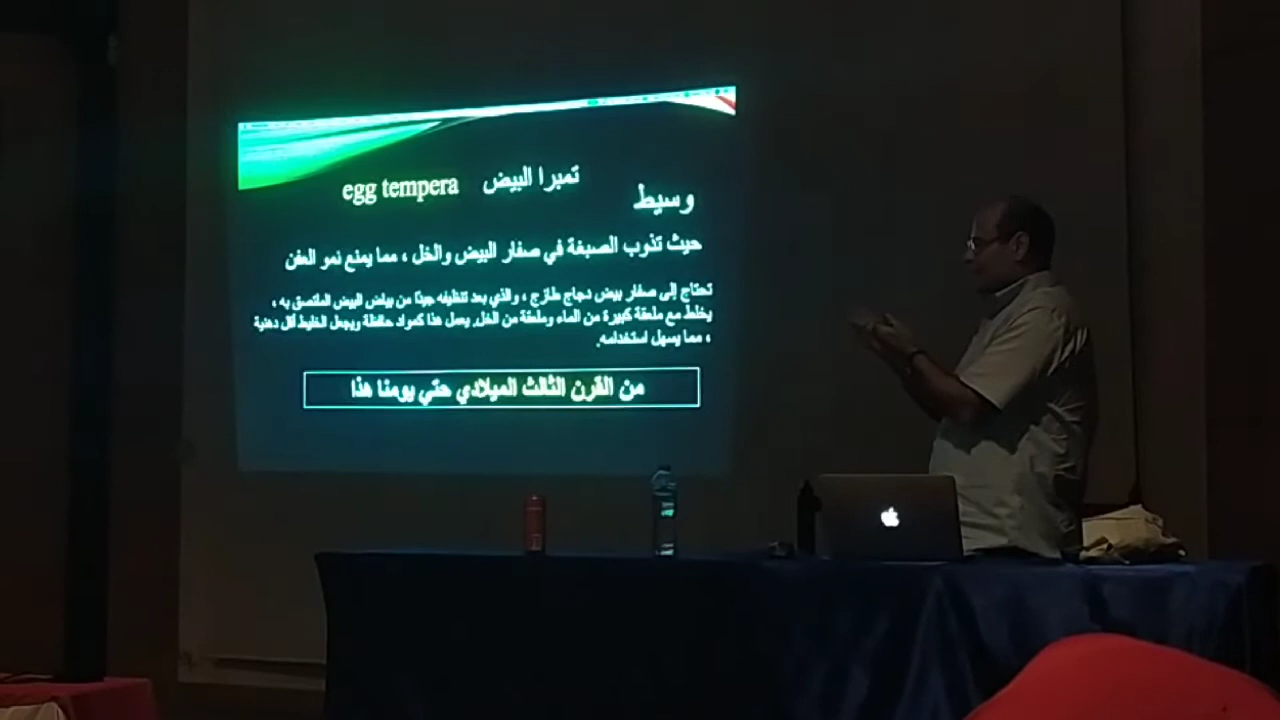 تمبرا البيض egg tempera
وسيط
حيث تذوب الصبغة في صفار البيض والخل ، مما يمنع نمو العفن
تحتاج إلى صفار بيض دجاج طازج ، والذي بعد تنظيفه جيدًا من بياض البيض الملتصق به ،
يخلط مع ملعقة كبيرة من الماء وملعقة من الخل. يعمل هذا كمواد حافظة ويجعل الخليط أقل دهنية
، مما يسهل استخدامه.
من القرن الثالث الميلادي حتي يومنا هذا